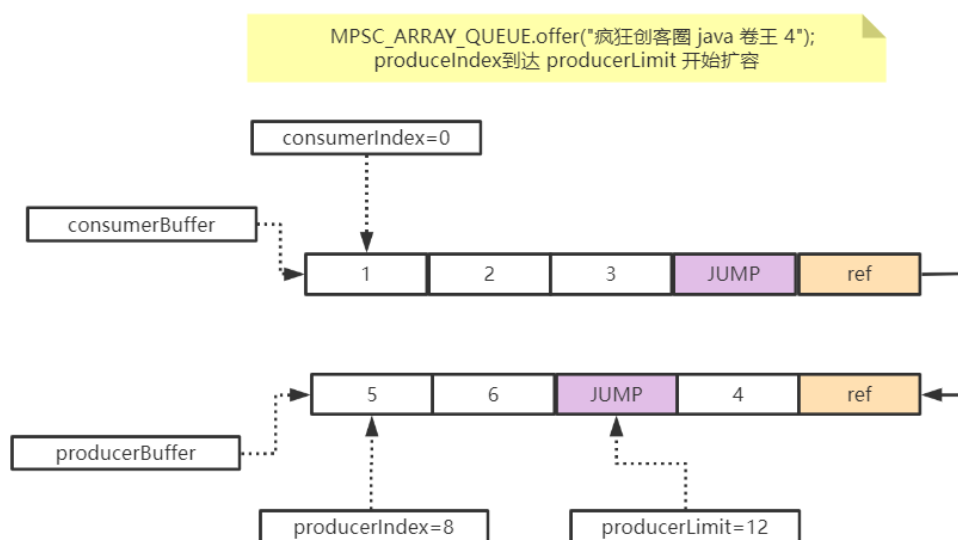 MPSC_ARRAY_QUEUE.offer("疯狂创客圈 java 卷王 4");
produceIndex到达 producerLimit 开始扩容
consumerIndex=0
consumerBuffer
1 2 3 JUMP ref
5 6 JUMP 4 ref
producerBuffer
producerIndex=8 producerLimit=12